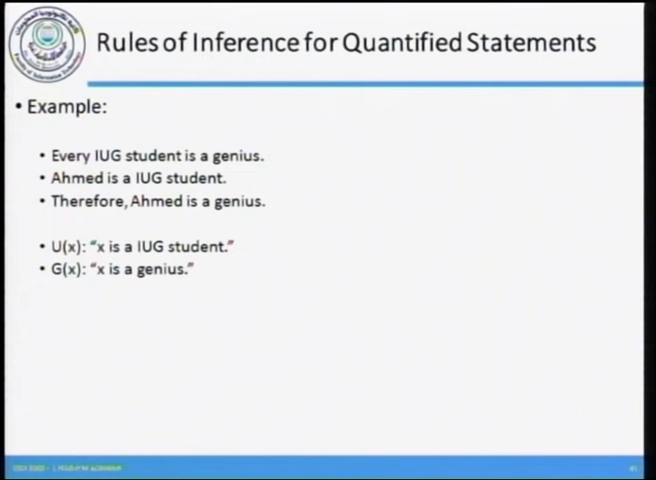 Rules of Inference for Quantified Statements
• Example:
• Every IUG student is a genius.
• Ahmed is a IUG student.
• Therefore, Ahmed is a genius.
• U(x): “x is a IUG student.”
• G(x): “x is a genius.”